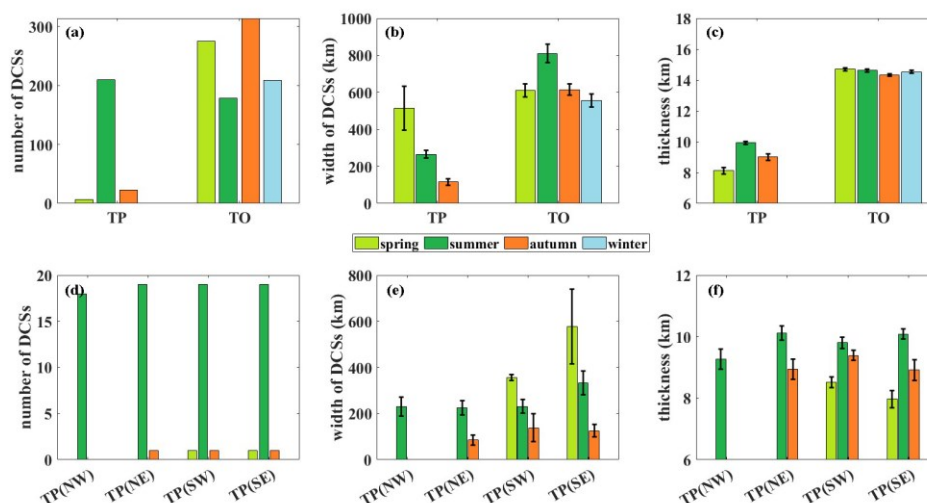 (a)
number of DCSs
300
200
100
0
TP
TO
(b)
width of DCSs (km)
1000
800
600
400
200
0
TP
TO
(c)
thickness (km)
18
16
14
12
10
8
6
TP
TO
spring summer autumn winter
(d)
number of DCSs
20
15
10
5
0
TP(NW)
TP(NE)
TP(SW)
TP(SE)
(e)
width of DCSs (km)
800
600
400
200
0
TP(NW)
TP(NE)
TP(SW)
TP(SE)
(f)
thickness (km)
12
10
8
6
TP(NW)
TP(NE)
TP(SW)
TP(SE)